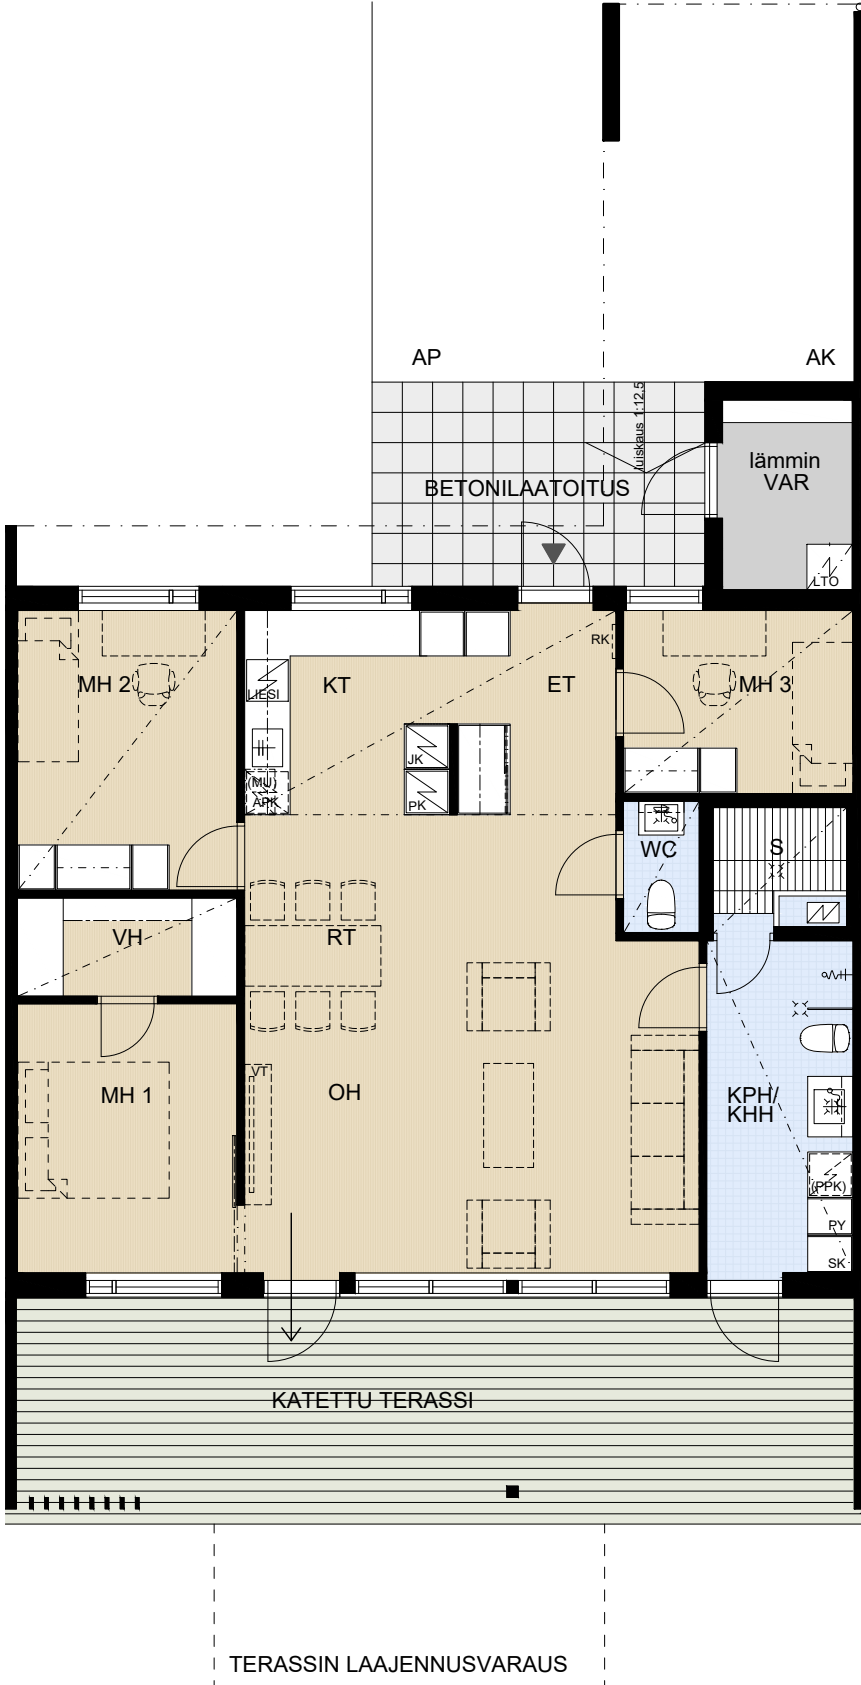 AP
AK
luiskaus 1:12,5
BETONILAATOITUS
lämmin
VAR
LTO
MH 2
LIESI
KT
ET
RK
MH 3
JK
(MU)
APK
PK
WC
S
VH
RT
VT
MH 1
OH
KPH/
KHH
(PPK)
PY
SK
KATETTU TERASSI
TERASSIN LAAJENNUSVARAUS